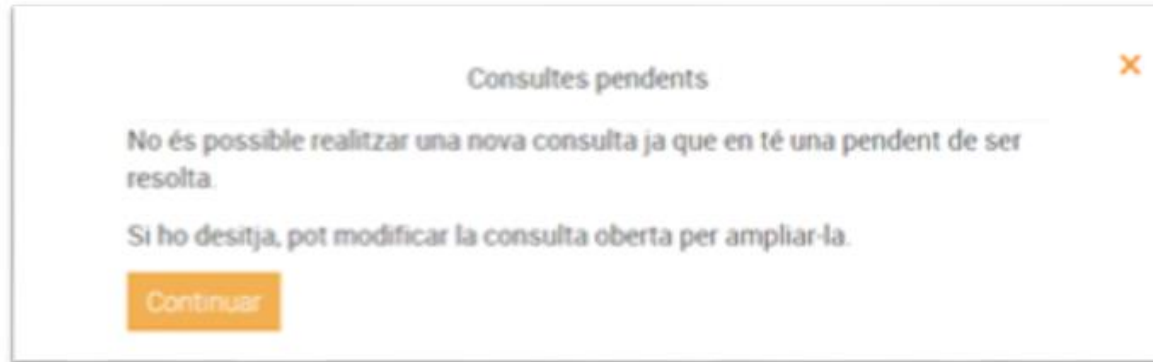 Consultes pendents
No és possible realitzar una nova consulta ja que en té una pendent de ser
resolta.
Si ho desitja, pot modificar la consulta oberta per ampliar-la.
Continuar